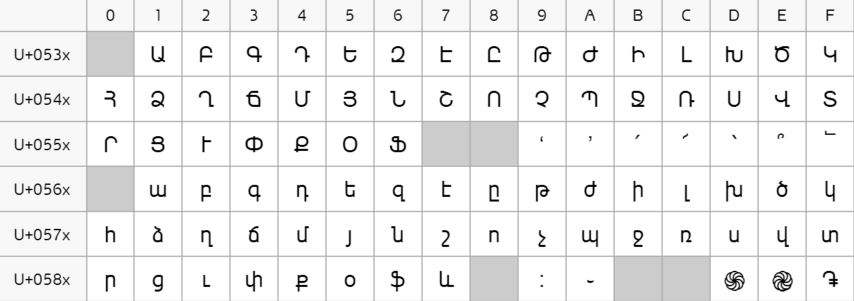 0 1 2 3 4 5 6 7 8 9 A B C D E F
U+053x Ա Բ Գ Դ Ե Զ Է Ը Թ Ժ Ի Լ Խ Ծ Կ
U+054x Հ Ձ Ղ Ճ Մ Յ Ն Շ Ո Չ Պ Ջ Ռ Ս Վ Տ
U+055x Ր Ց Ւ Փ Ք Օ Ֆ ՙ ՚ ՛ ՜ ՝ ՞ ՟
U+056x ա բ գ դ ե զ է ը թ ժ ի լ խ ծ կ
U+057x հ ձ ղ ճ մ յ ն շ ո չ պ ջ ռ ս վ տ
U+058x ր ց ւ փ ք օ ֆ և ։ ֊ ֍ ֎ ֏